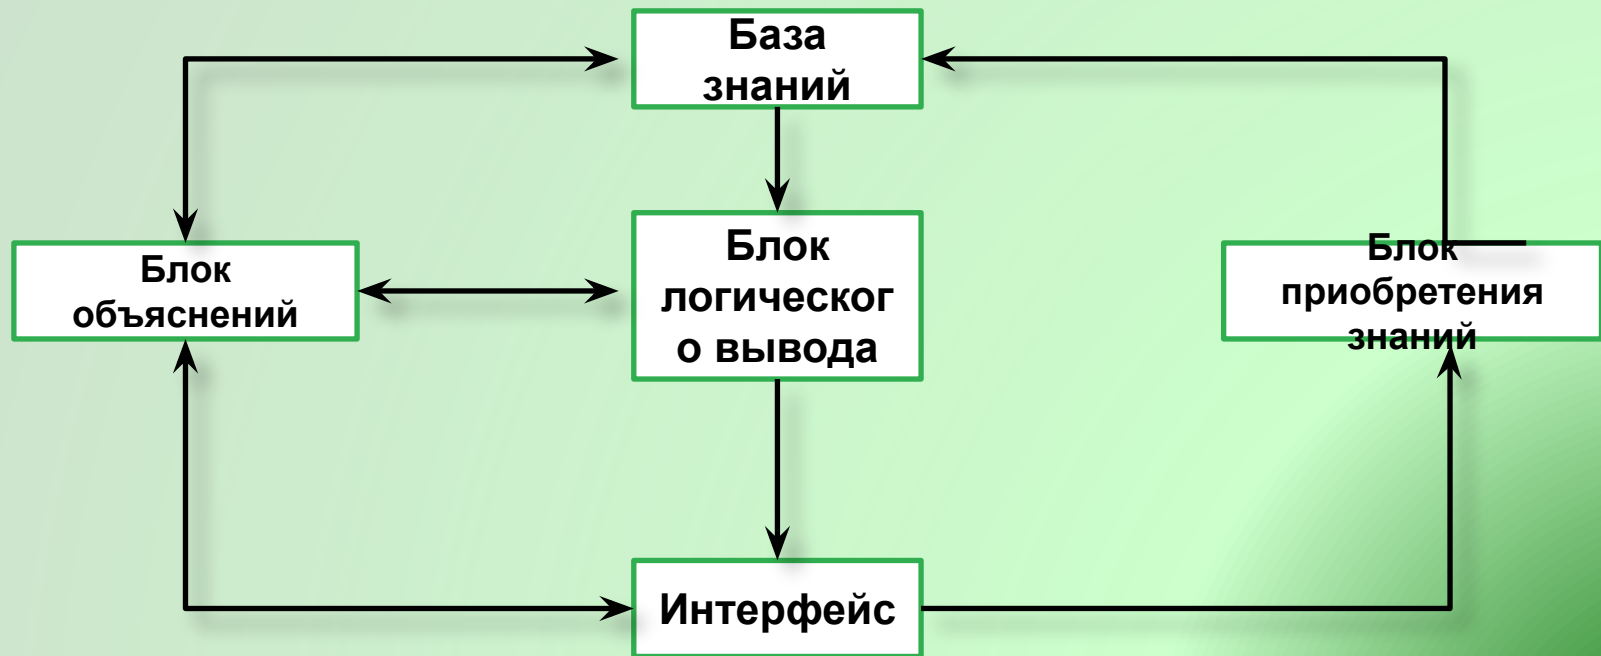 База
знаний
Блок
объяснений
Блок
логическог
о вывода
Блок
приобретения
знаний
Интерфейс